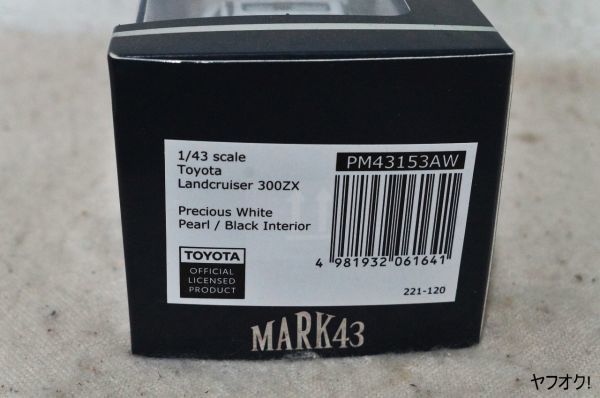 1/43 scale
Toyota
Landcruiser 300ZX
Precious White
Pearl / Black Interior
TOYOTA
OFFICIAL
LICENSED
PRODUCT
PM43153AW
4 981932 061641
221-120
MARK43
ヤフオク!